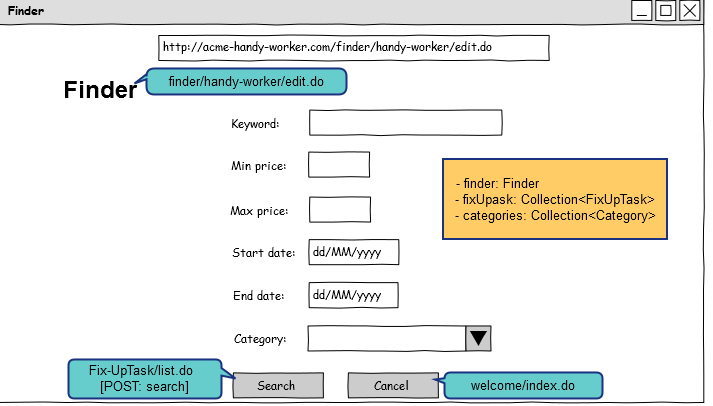 Finder
http://acme-handy-worker.com/finder/handy-worker/edit.do
Finder
finder/handy-worker/edit.do
Keyword:
Min price:
Max price:
- finder: Finder
- fixUpask: Collection<FixUpTask>
- categories: Collection<Category>
Start date:
dd/MM/yyyy
End date:
dd/MM/yyyy
Category:
Fix-UpTask/list.do
[POST: search]
Search
Cancel
welcome/index.do